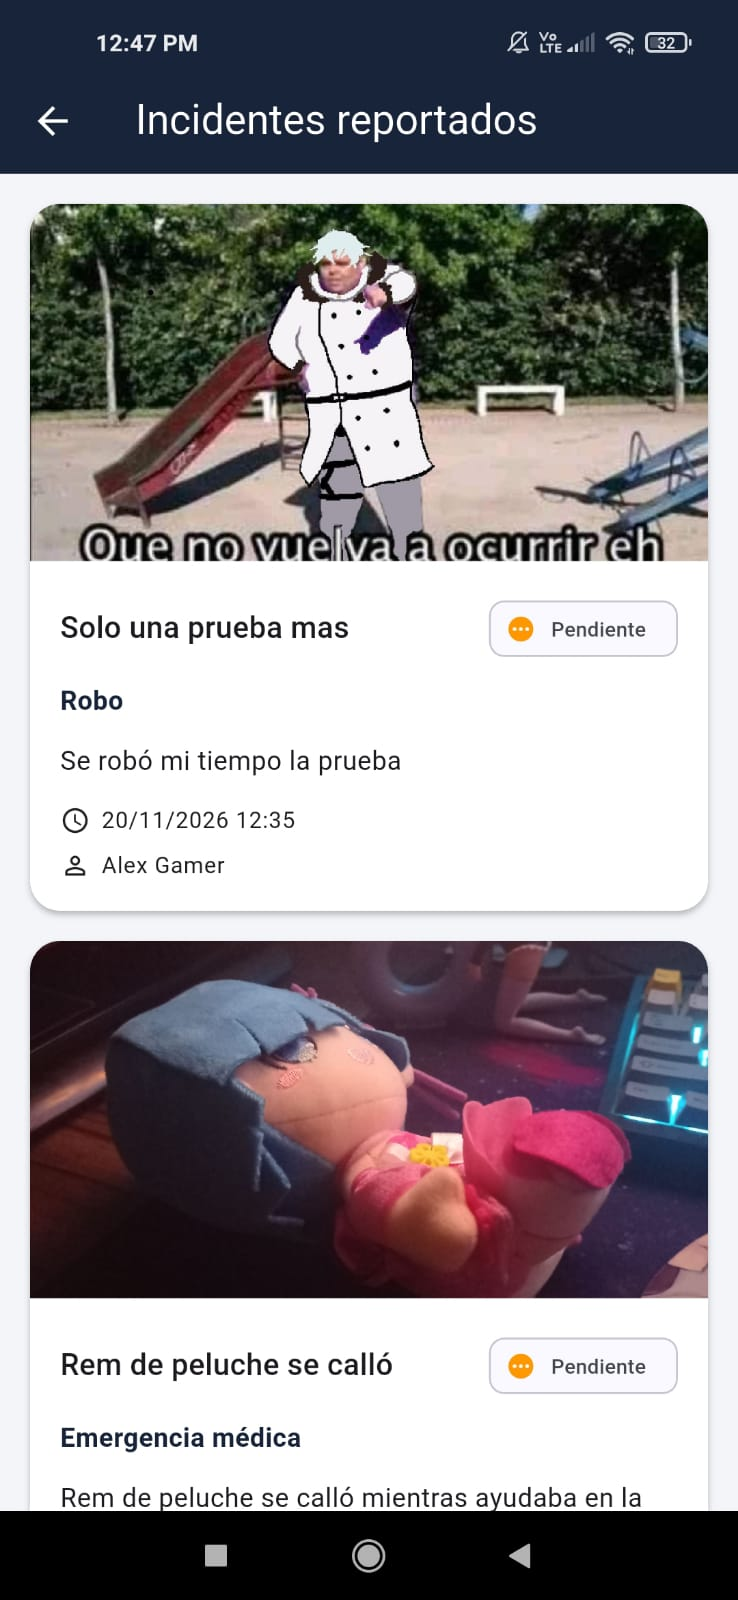 12:47 PM
Vo LTE
32
Incidentes reportados
Que no vuelva a ocurrir eh
Solo una prueba mas
Pendiente
Robo
Se robó mi tiempo la prueba
20/11/2026 12:35
Alex Gamer
Rem de peluche se calló
Pendiente
Emergencia médica
Rem de peluche se calló mientras ayudaba en la